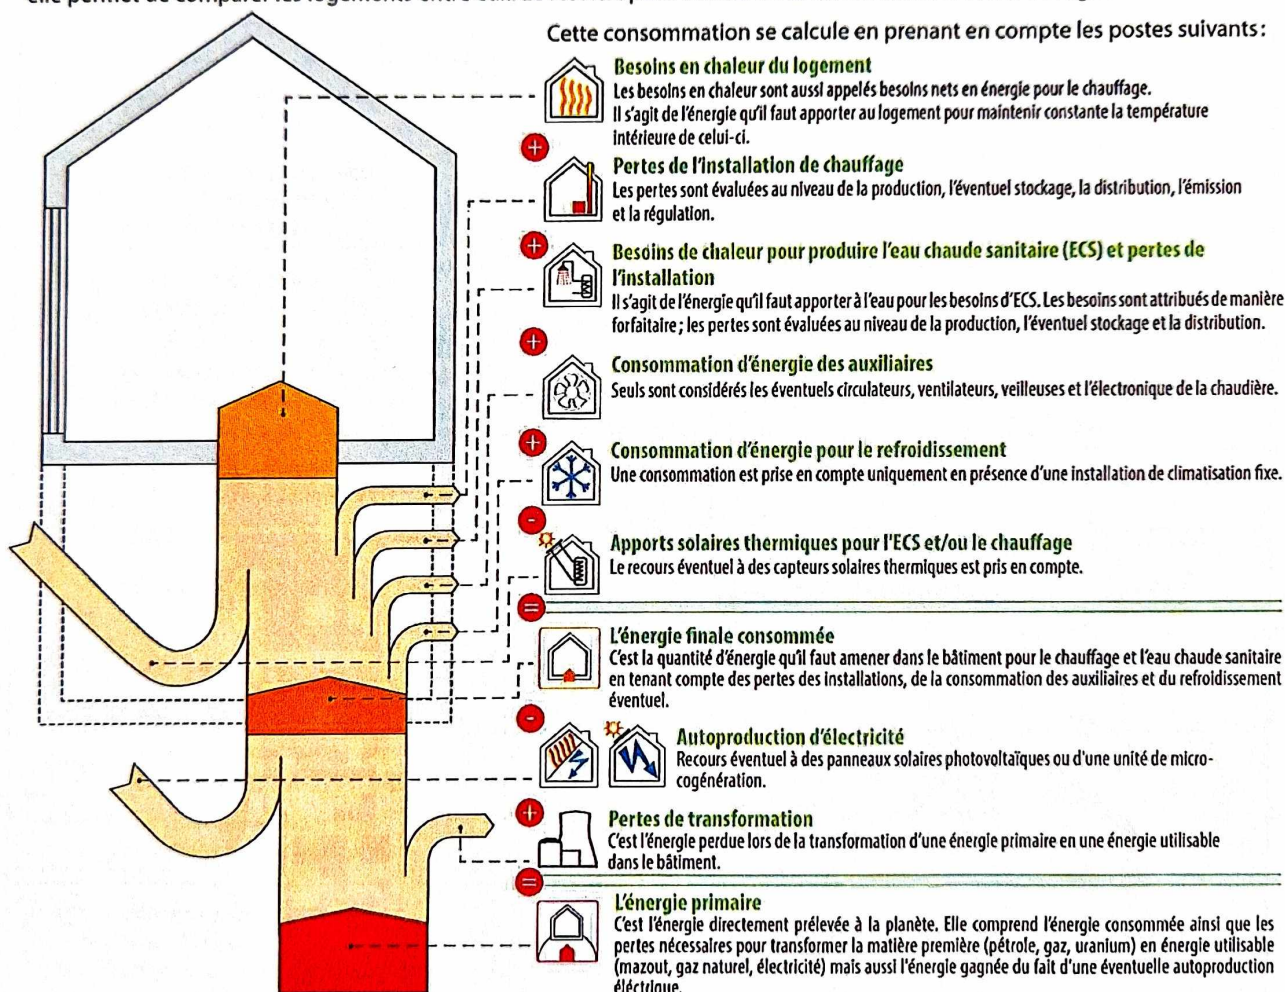 Cette consommation se calcule en prenant en compte les postes suivants :
Besoins en chaleur du logement
Les besoins en chaleur sont aussi appelés besoins nets en énergie pour le chauffage.
Il s'agit de l'énergie qu'il faut apporter au logement pour maintenir constante la température
intérieure de celui-ci.
+
Pertes de l'installation de chauffage
Les pertes sont évaluées au niveau de la production, l'éventuel stockage, la distribution, l'émission
et la régulation.
+
Besoins de chaleur pour produire l'eau chaude sanitaire (ECS) et pertes de
l'installation
Il s'agit de l'énergie qu'il faut apporter à l'eau pour les besoins d'ECS. Les besoins sont attribués de manière
forfaitaire ; les pertes sont évaluées au niveau de la production, l'éventuel stockage et la distribution.
+
Consommation d'énergie des auxiliaires
Seuls sont considérés les éventuels circulateurs, ventilateurs, veilleuses et l'électronique de la chaudière.
+
Consommation d'énergie pour le refroidissement
Une consommation est prise en compte uniquement en présence d'une installation de climatisation fixe.
-
Apports solaires thermiques pour l'ECS et/ou le chauffage
Le recours éventuel à des capteurs solaires thermiques est pris en compte.
=
L'énergie finale consommée
C'est la quantité d'énergie qu'il faut amener dans le bâtiment pour le chauffage et l'eau chaude sanitaire
en tenant compte des pertes des installations, de la consommation des auxiliaires et du refroidissement
éventuel.
-
Autoproduction d'électricité
Recours éventuel à des panneaux solaires photovoltaïques ou d'une unité de micro-
cogénération.
+
Pertes de transformation
C'est l'énergie perdue lors de la transformation d'une énergie primaire en une énergie utilisable
dans le bâtiment.
=
L'énergie primaire
C'est l'énergie directement prélevée à la planète. Elle comprend l'énergie consommée ainsi que les
pertes nécessaires pour transformer la matière première (pétrole, gaz, uranium) en énergie utilisable
(mazout, gaz naturel, électricité) mais aussi l'énergie gagnée du fait d'une éventuelle autoproduction
éléctrique.